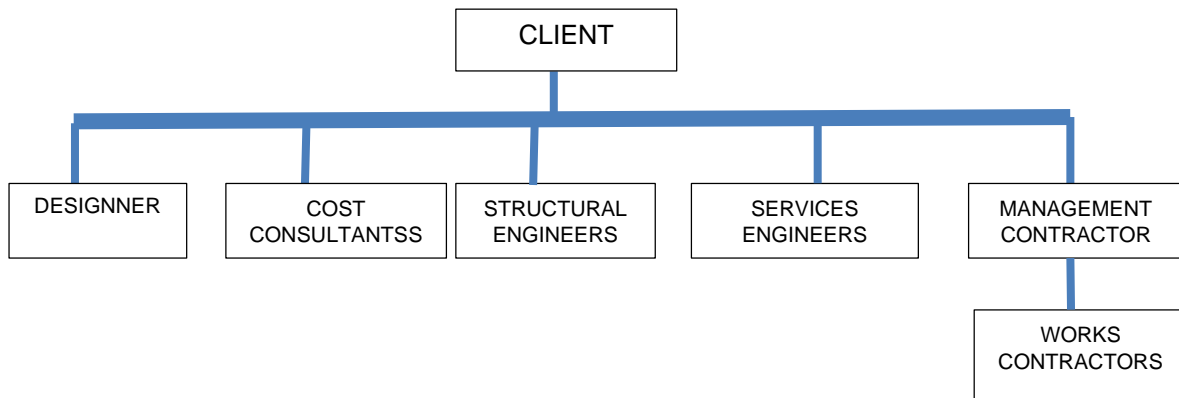 CLIENT
DESIGNNER
COST
CONSULTANTSS
STRUCTURAL
ENGINEERS
SERVICES
ENGINEERS
MANAGEMENT
CONTRACTOR
WORKS
CONTRACTORS